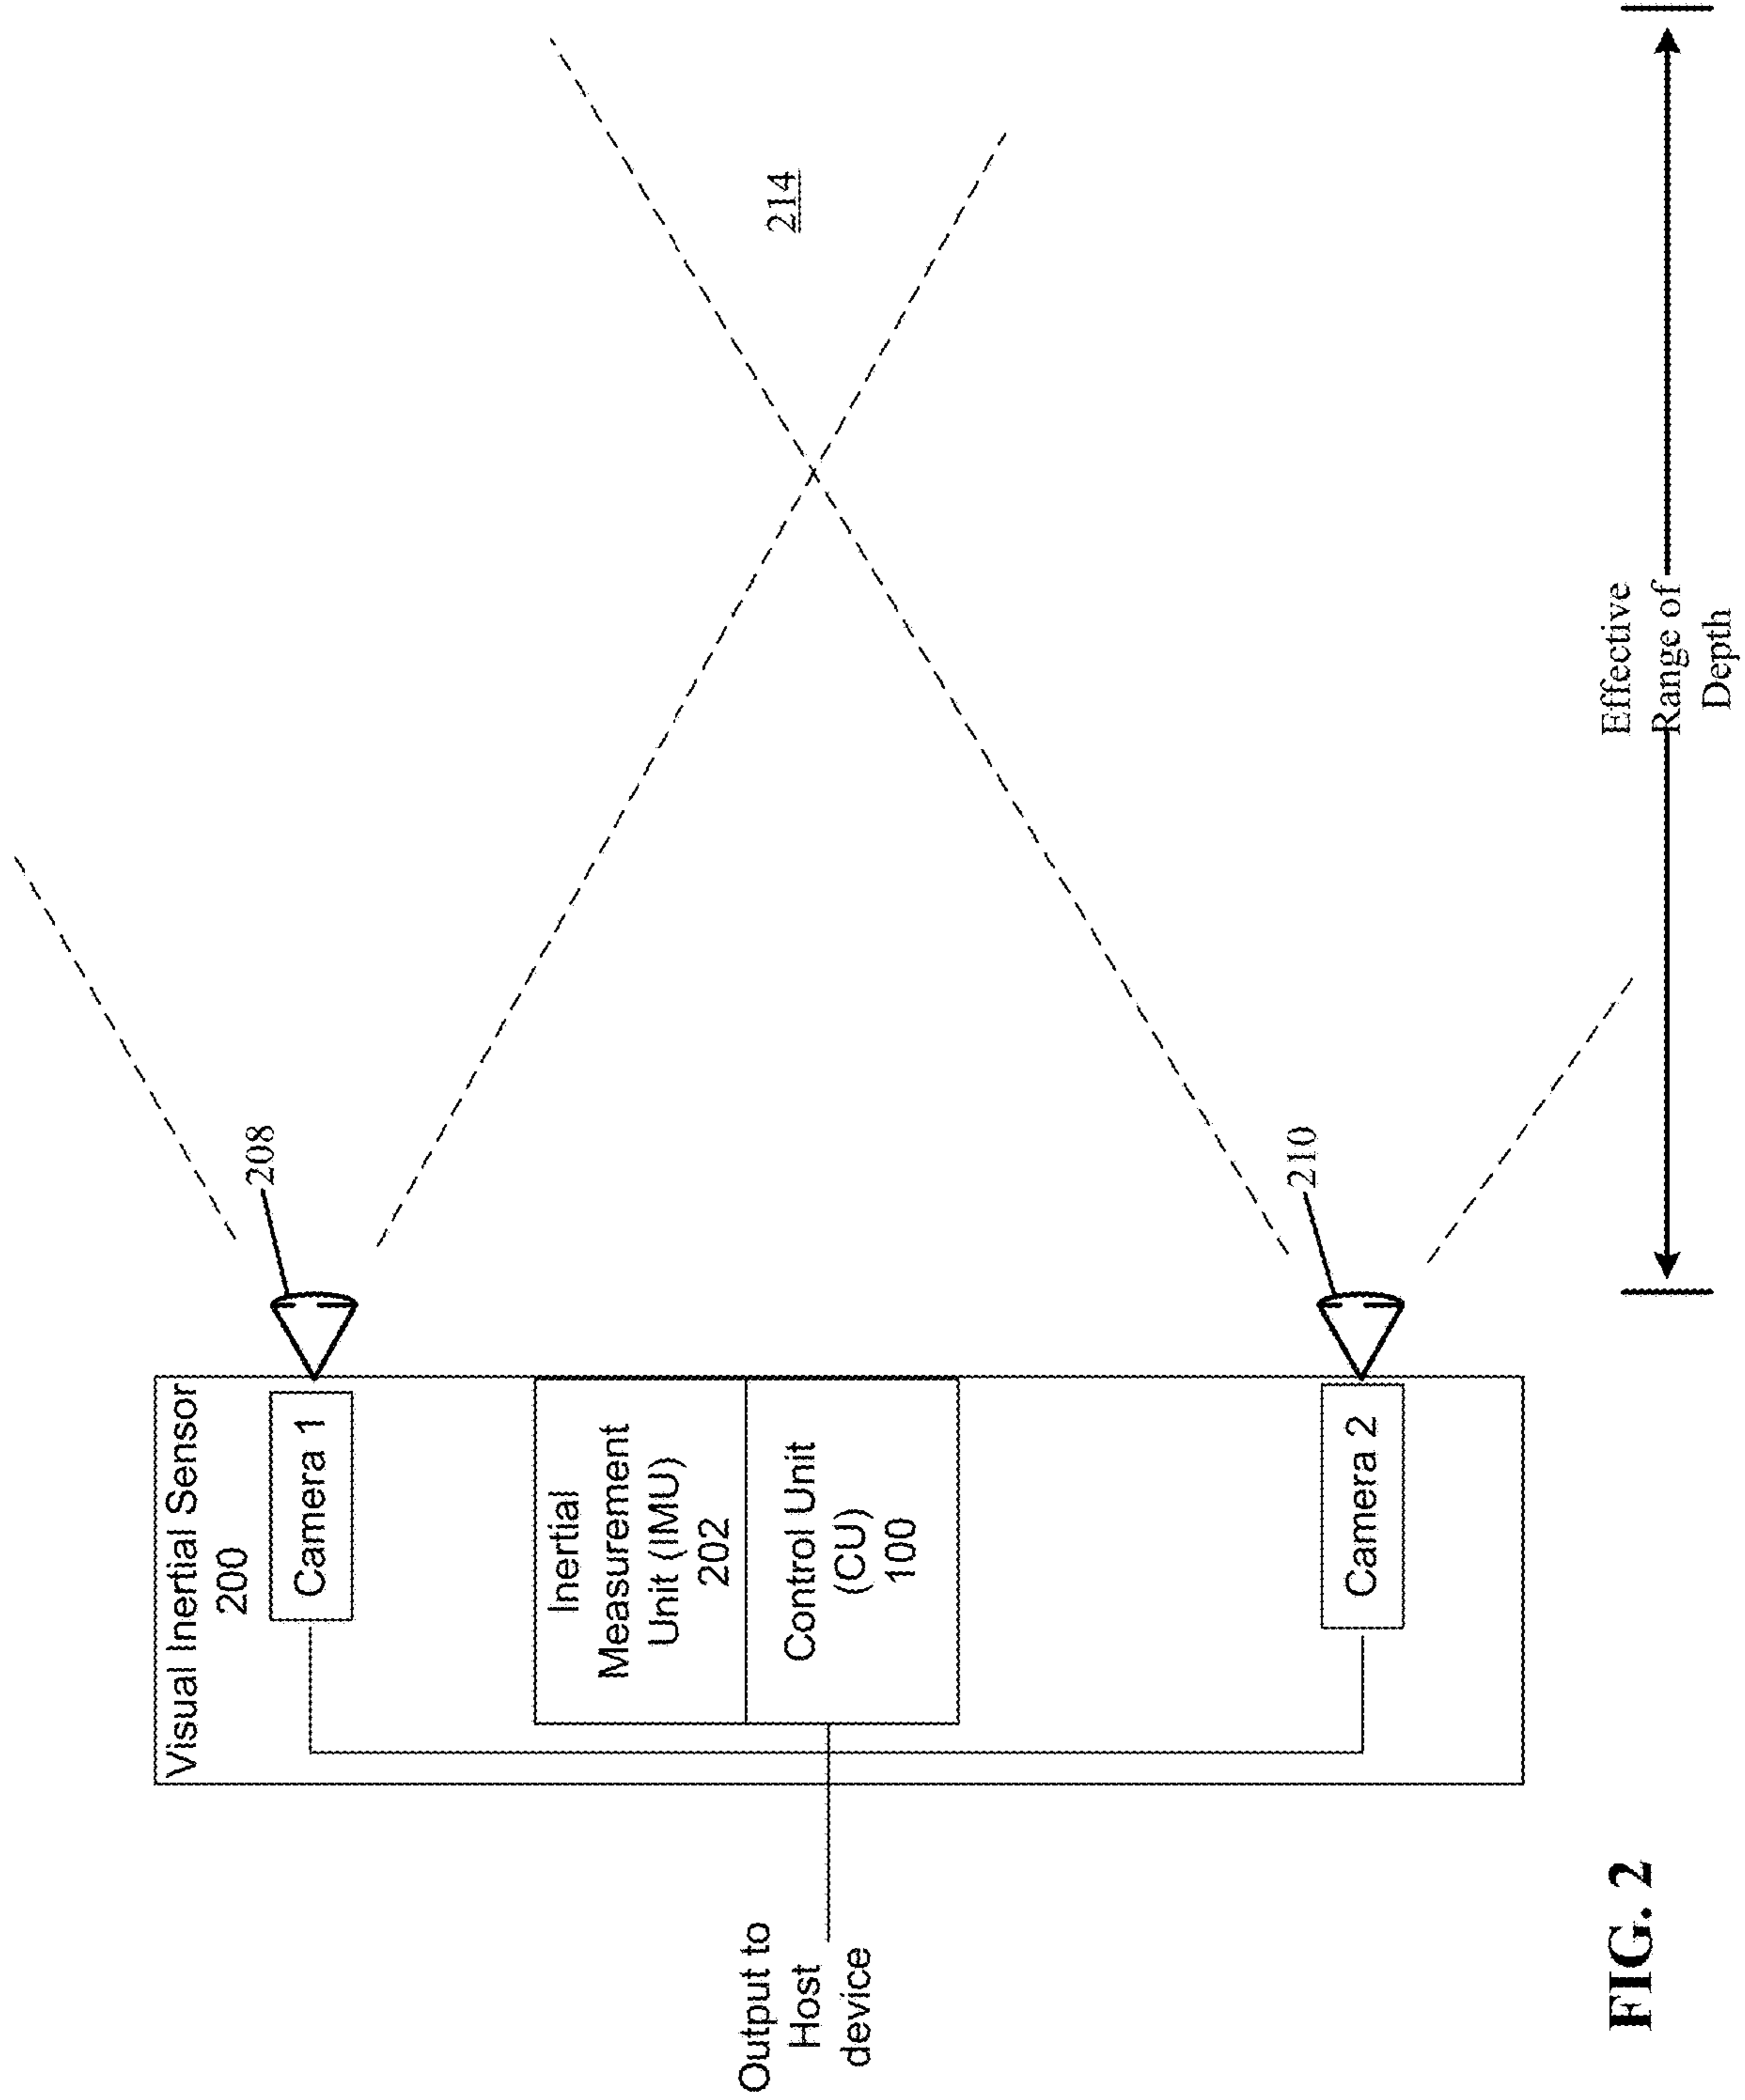 Visual Inertial Sensor
200
Camera 1
208
Inertial
Measurement
Unit (IMU)
202
Control Unit
(CU)
100
Camera 2
210
214
Output to
Host
device
Effective
Range of
Depth
FIG. 2